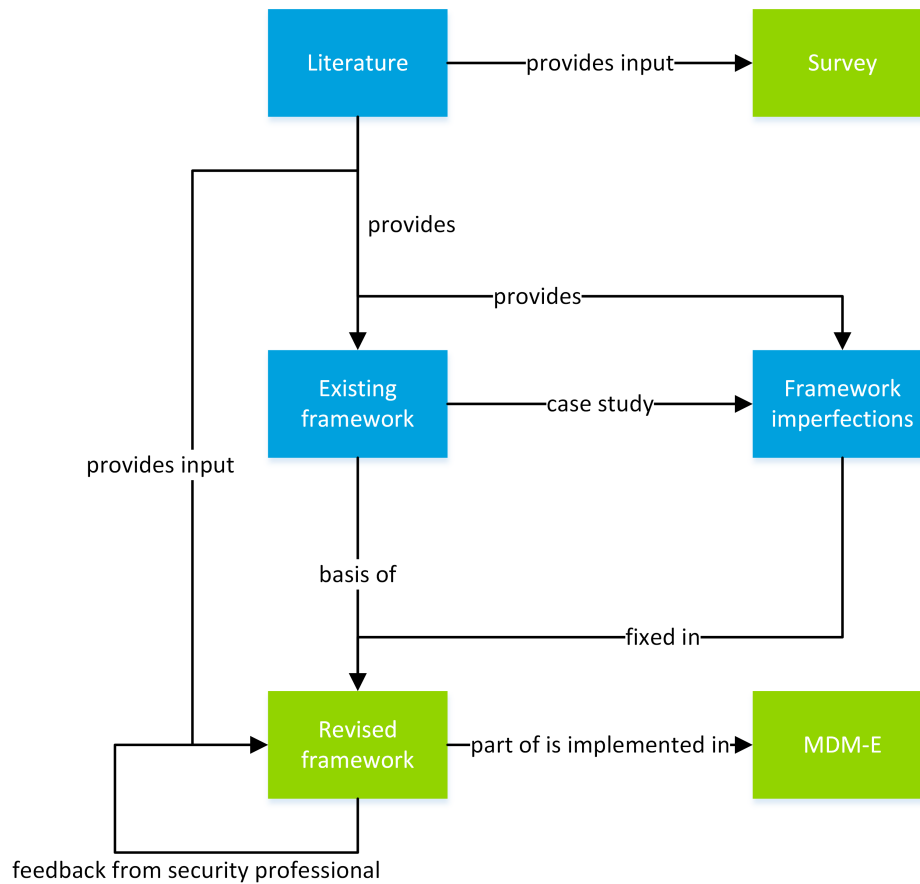 Literature
provides input
Survey
provides
provides
Existing
framework
case study
Framework
imperfections
provides input
basis of
fixed in
Revised
framework
part of is implemented in
MDM-E
feedback from security professional